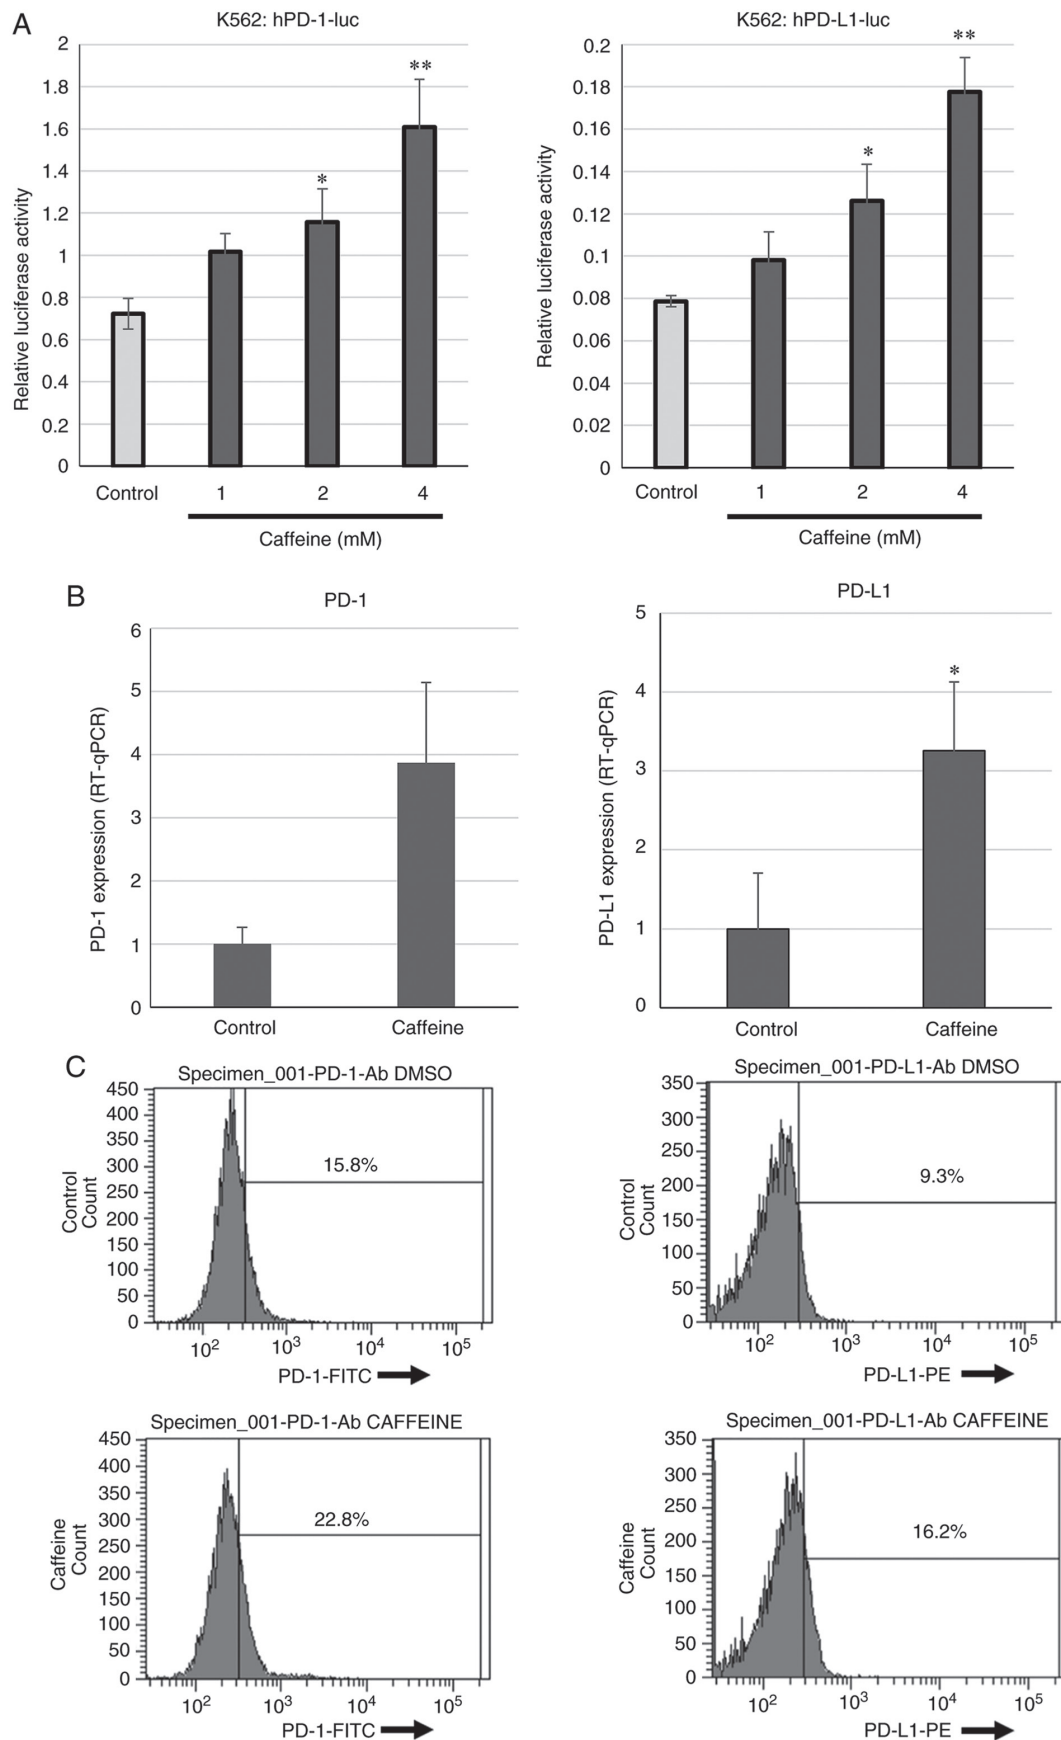 A
K562: hPD-1-luc
Relative luciferase activity
2
1.8
1.6
1.4
1.2
1
0.8
0.6
0.4
0.2
0
*
**
Control
1
2
4
Caffeine (mM)
K562: hPD-L1-luc
Relative luciferase activity
0.2
0.18
0.16
0.14
0.12
0.1
0.08
0.06
0.04
0.02
0
*
**
Control
1
2
4
Caffeine (mM)
B
PD-1
PD-1 expression (RT-qPCR)
6
5
4
3
2
1
0
Control
Caffeine
PD-L1
PD-L1 expression (RT-qPCR)
5
4
3
2
1
0
*
Control
Caffeine
C
Specimen_001-PD-1-Ab DMSO
Control
Count
450
400
350
300
250
200
150
100
50
0
15.8%
10²
10³
10⁴
10⁵
PD-1-FITC
Specimen_001-PD-L1-Ab DMSO
Control
Count
350
300
250
200
150
100
50
0
9.3%
10²
10³
10⁴
10⁵
PD-L1-PE
Specimen_001-PD-1-Ab CAFFEINE
Caffeine
Count
450
400
350
300
250
200
150
100
50
0
22.8%
10²
10³
10⁴
10⁵
PD-1-FITC
Specimen_001-PD-L1-Ab CAFFEINE
Caffeine
Count
350
300
250
200
150
100
50
0
16.2%
10²
10³
10⁴
10⁵
PD-L1-PE